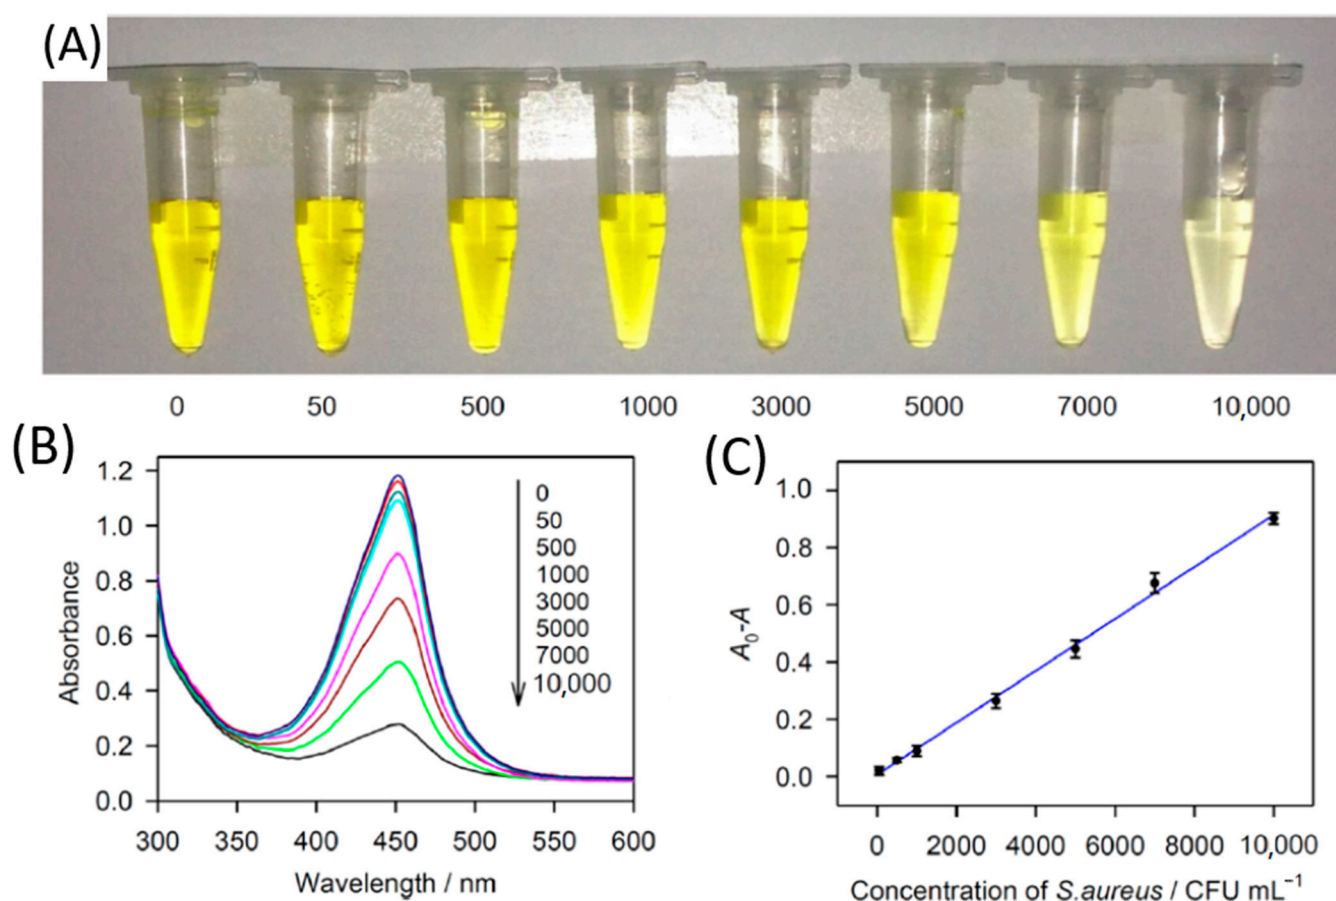 (A)
0 50 500 1000 3000 5000 7000 10,000
(B)
1.2
1.0
0.8
0.6
0.4
0.2
0.0
Absorbance
0
50
500
1000
3000
5000
7000
10,000
300 350 400 450 500 550 600
Wavelength / nm
(C)
1.0
0.8
0.6
0.4
0.2
0.0
A₀-A
0 2000 4000 6000 8000 10,000
Concentration of S.aureus / CFU mL⁻¹